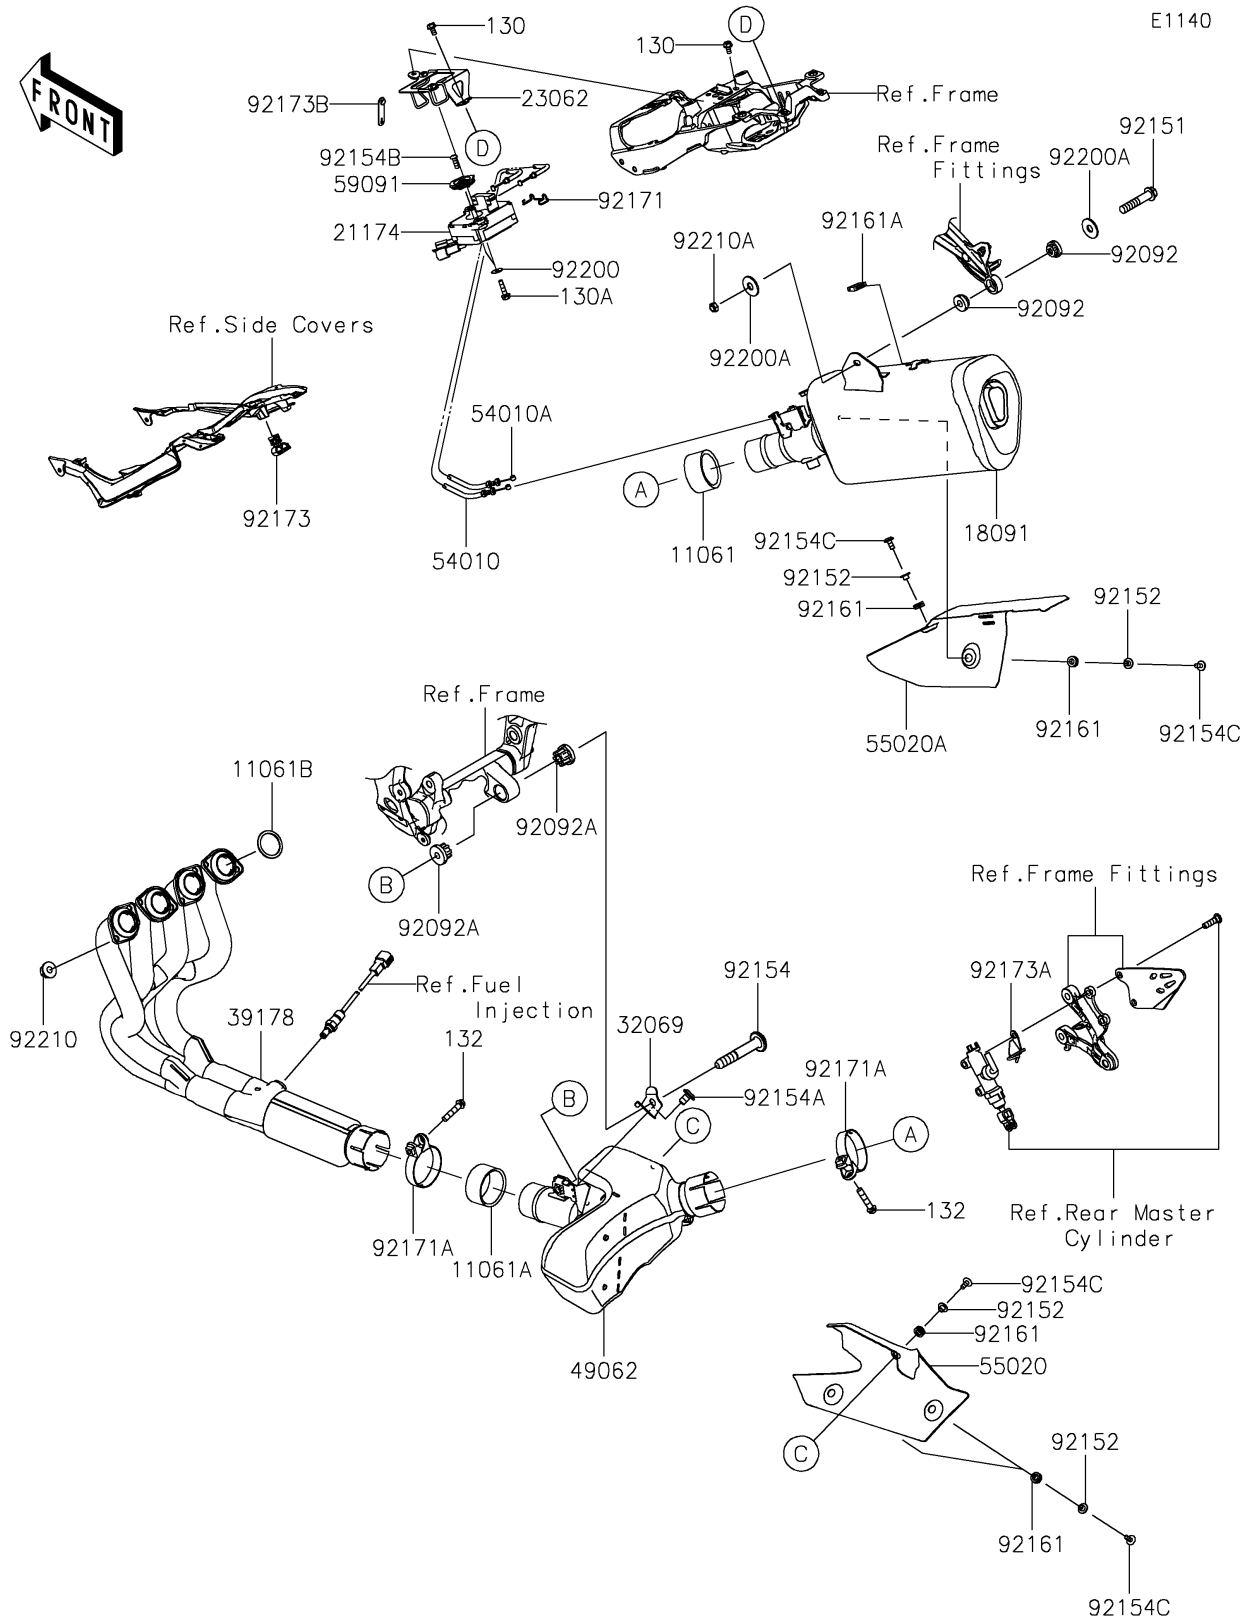 E1140
FRONT
130
130
D
92173B
23062
Ref.Frame
D
92151
92154B
Ref.Frame
Fittings
92200A
59091
92171
21174
92161A
92210A
92200
92092
130A
92092
Ref.Side Covers
92200A
54010A
A
92173
54010
11061
92154C
18091
92152
92161
92152
Ref.Frame
92161
92154C
55020A
11061B
92092A
B
92092A
Ref.Frame Fittings
92210
39178
Ref.Fuel
Injection
132
92154
32069
92173A
92171A
B
92154A
C
A
92171A
11061A
132
Ref.Rear Master
Cylinder
49062
92154C
92152
92161
55020
C
92152
92161
92154C